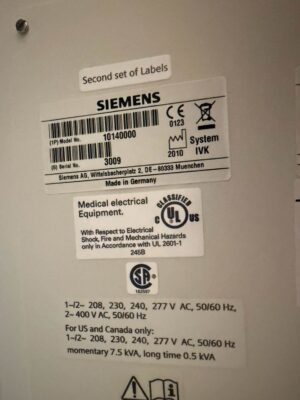 Second set of Labels
SIEMENS
(1P) Model No. 10140000
CE 0123
(S) Serial No. 3009
2010
System
IVK
Siemens AG, Wittelsbacherplatz 2, DE – 80333 Muenchen
Made in Germany
Medical electrical
Equipment.
With Respect to Electrical
Shock, Fire and Mechanical Hazards
only in Accordance with UL 2601-1
245B
CLASSIFIED
C UL US
SA
1~/2~ 208, 230, 240, 277 V AC, 50/60 Hz,
2~ 400 V AC, 50/60 Hz
For US and Canada only:
1~/2~ 208, 230, 240, 277 V AC, 50/60 Hz
momentary 7.5 kVA, long time 0.5 kVA